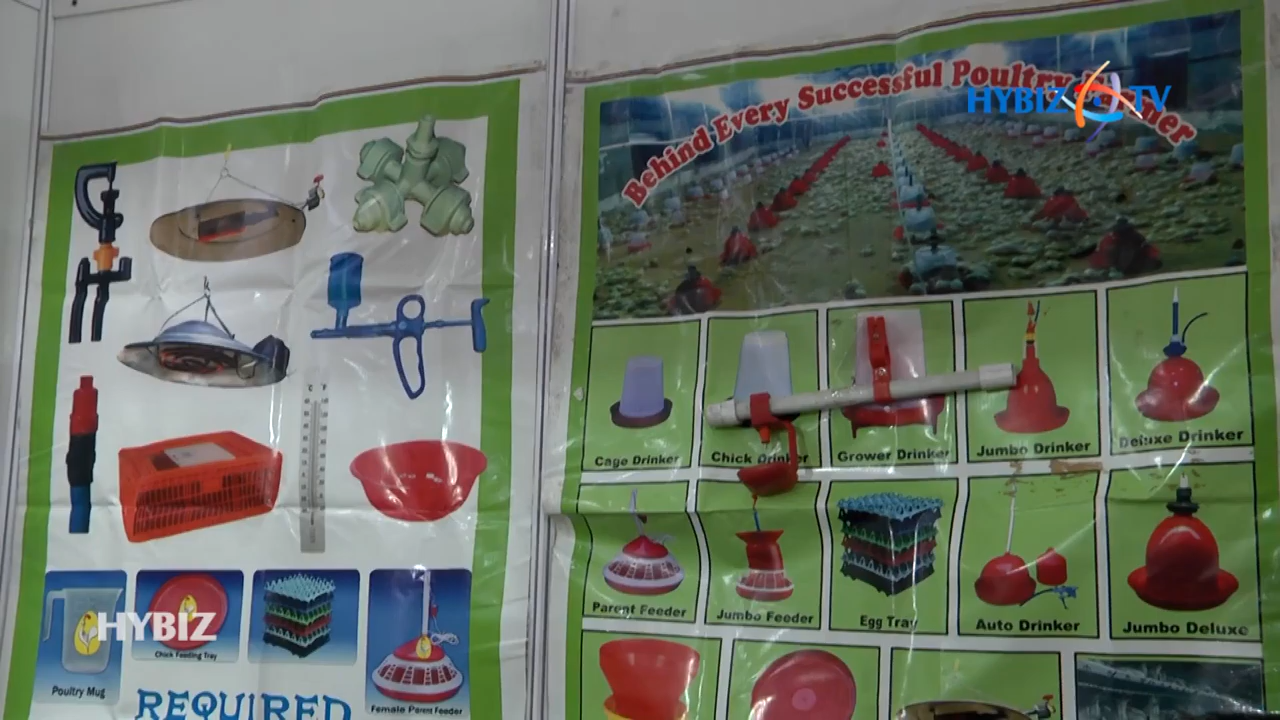 Behind Every Successful Poultry
HYBIZ TV
Cage Drinker
Chick Drinker
Grower Drinker
Jumbo Drinker
Deluxe Drinker
Parent Feeder
Jumbo Feeder
Egg Tray
Auto Drinker
Jumbo Deluxe
HYBIZ
Poultry Mug
Chick Feeding Tray
Female Parent Feeder
REQUIRED